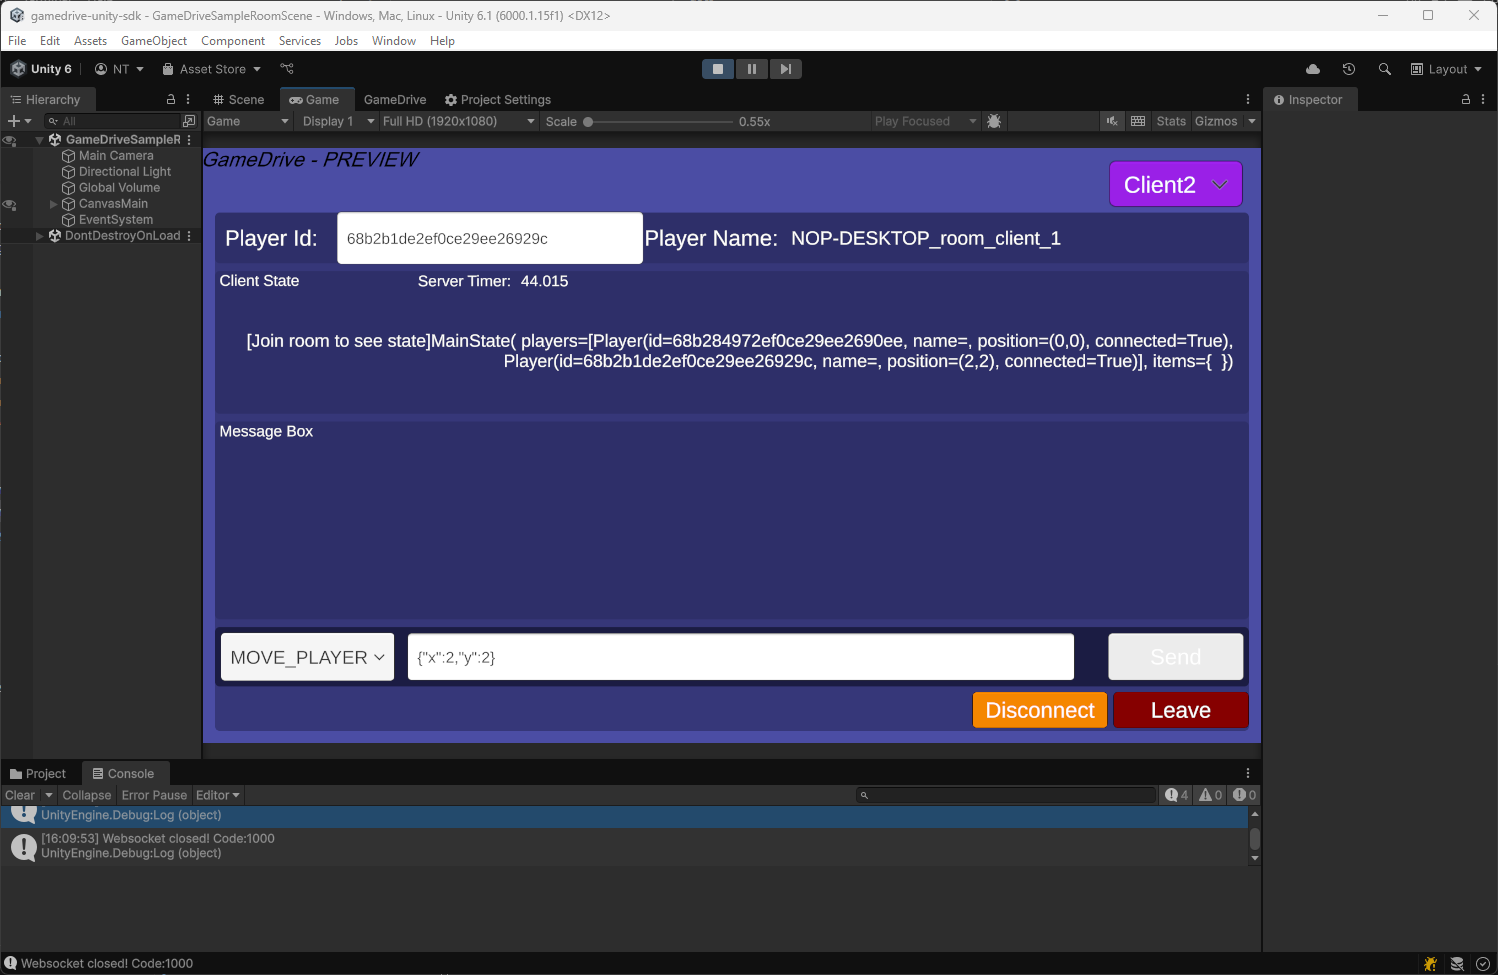 gamedrive-unity-sdk - GameDriveSampleRoomScene - Windows, Mac, Linux - Unity 6.1 (6000.1.15f1) <DX12>
File Edit Assets GameObject Component Services Jobs Window Help
Unity 6 NT Asset Store Layout
Hierarchy Scene Game GameDrive Project Settings Inspector
All Game Display 1 Full HD (1920x1080) Scale 0.55x Play Focused Stats Gizmos
GameDriveSampleR
Main Camera
Directional Light
Global Volume
CanvasMain
EventSystem
DontDestroyOnLoad
GameDrive - PREVIEW
Client2
Player Id: 68b2b1de2ef0ce29ee26929c Player Name: NOP-DESKTOP_room_client_1
Client State Server Timer: 44.015
[Join room to see state]MainState( players=[Player(id=68b284972ef0ce29ee2690ee, name=, position=(0,0), connected=True),
Player(id=68b2b1de2ef0ce29ee26929c, name=, position=(2,2), connected=True)], items={ })
Message Box
MOVE_PLAYER {"x":2,"y":2} Send
Disconnect Leave
Project Console
Clear Collapse Error Pause Editor 4 0 0
UnityEngine.Debug:Log (object)
[16:09:53] Websocket closed! Code:1000
UnityEngine.Debug:Log (object)
Websocket closed! Code:1000